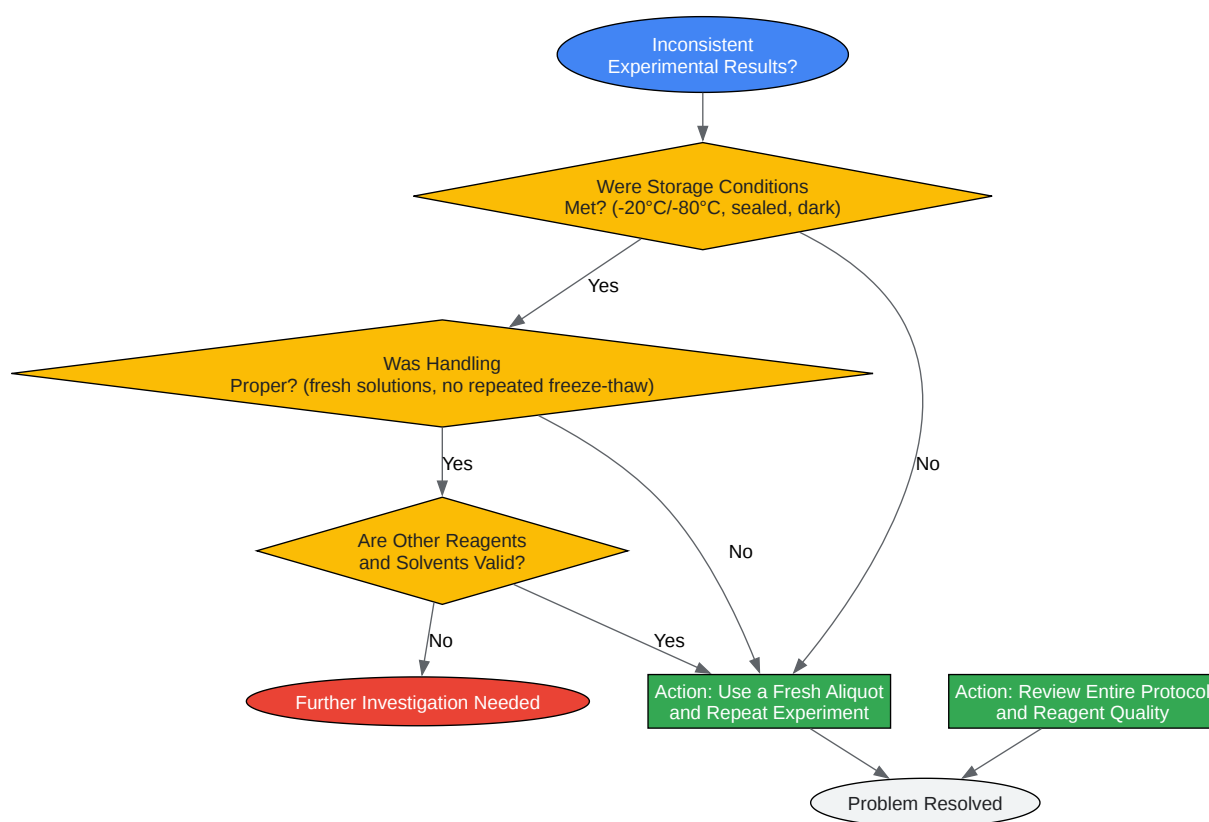 Inconsistent
Experimental Results?
Were Storage Conditions
Met? (-20°C/-80°C, sealed, dark)
Yes
Was Handling
Proper? (fresh solutions, no repeated freeze-thaw)
No
Yes
Are Other Reagents
and Solvents Valid?
No
No
Yes
Further Investigation Needed
Action: Use a Fresh Aliquot
and Repeat Experiment
Action: Review Entire Protocol
and Reagent Quality
Problem Resolved